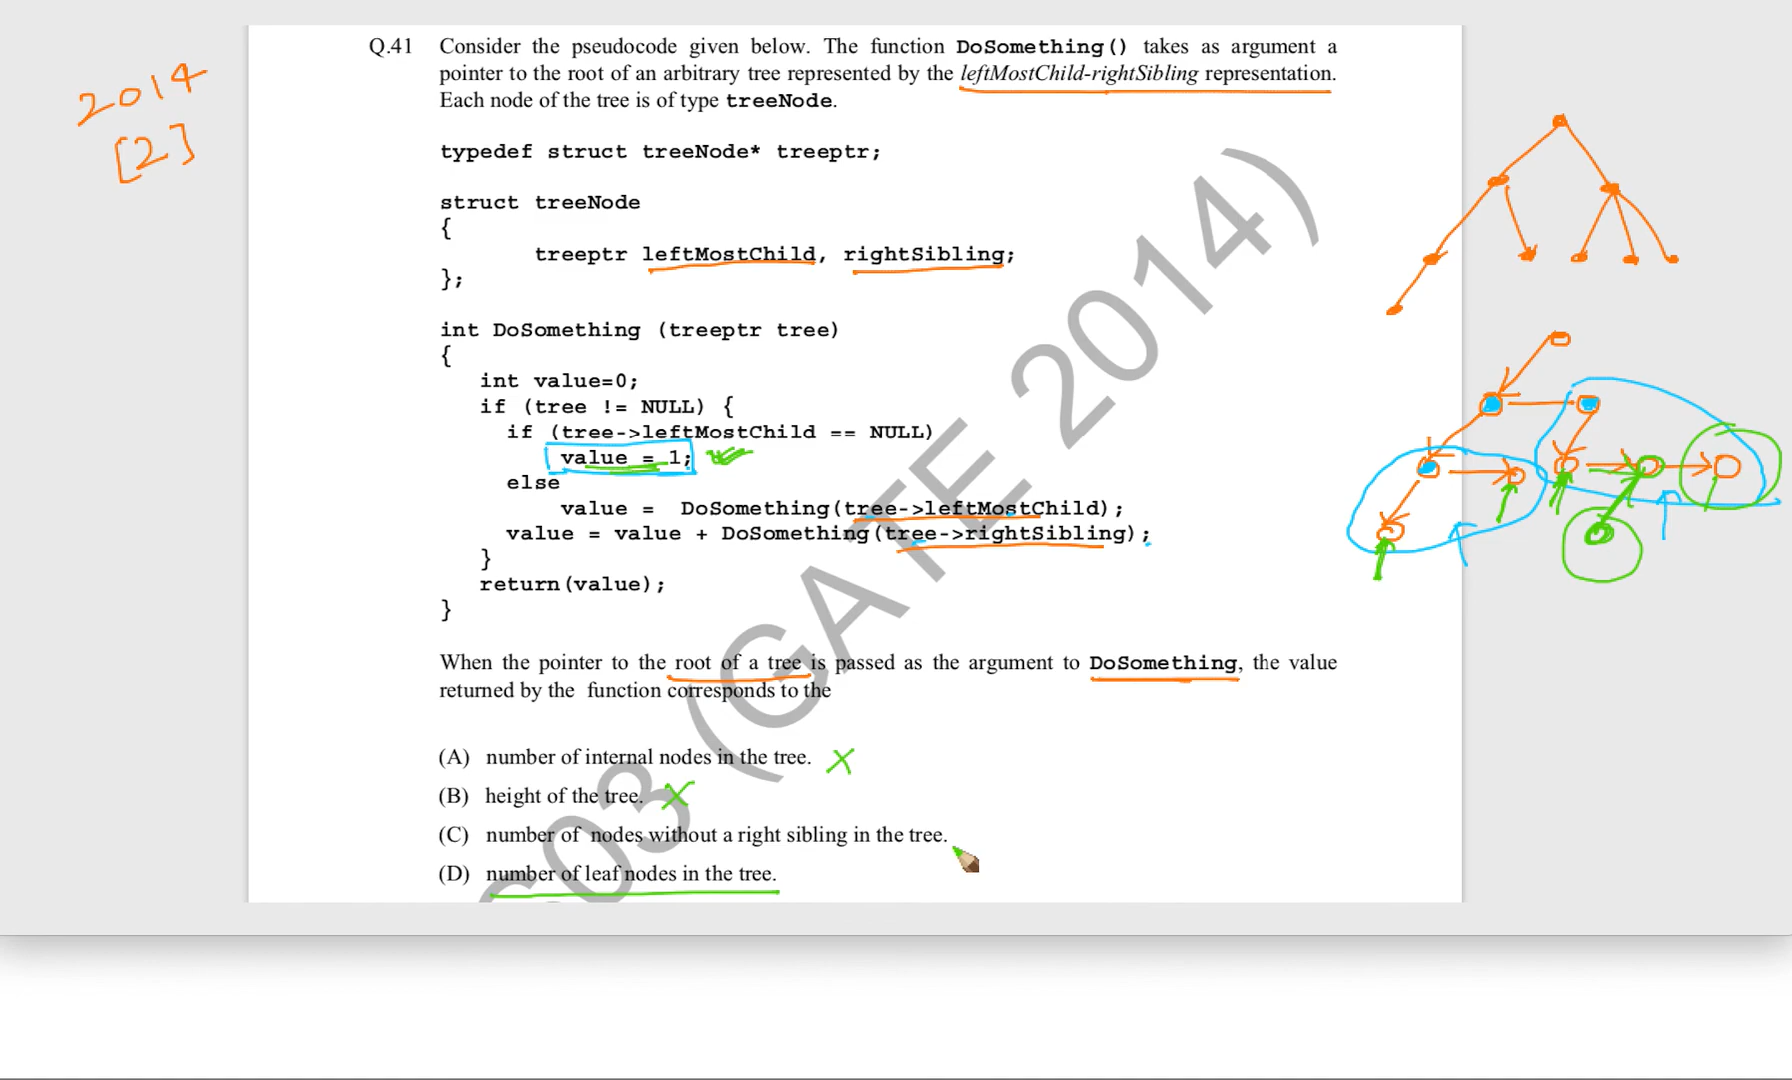 2014
[2]
Q.41 Consider the pseudocode given below. The function DoSomething() takes as argument a
pointer to the root of an arbitrary tree represented by the leftMostChild-rightSibling representation.
Each node of the tree is of type treeNode.
typedef struct treeNode* treeptr;
struct treeNode
{
treeptr leftMostChild, rightSibling;
};
int DoSomething (treeptr tree)
{
int value=0;
if (tree != NULL) {
if (tree->leftMostChild == NULL)
value = 1;
else
value = DoSomething(tree->leftMostChild);
value = value + DoSomething(tree->rightSibling);
}
return(value);
}
When the pointer to the root of a tree is passed as the argument to DoSomething, the value
returned by the function corresponds to the
(A) number of internal nodes in the tree. X
(B) height of the tree. X
(C) number of nodes without a right sibling in the tree.
(D) number of leaf nodes in the tree.
03 (GATE 2014)